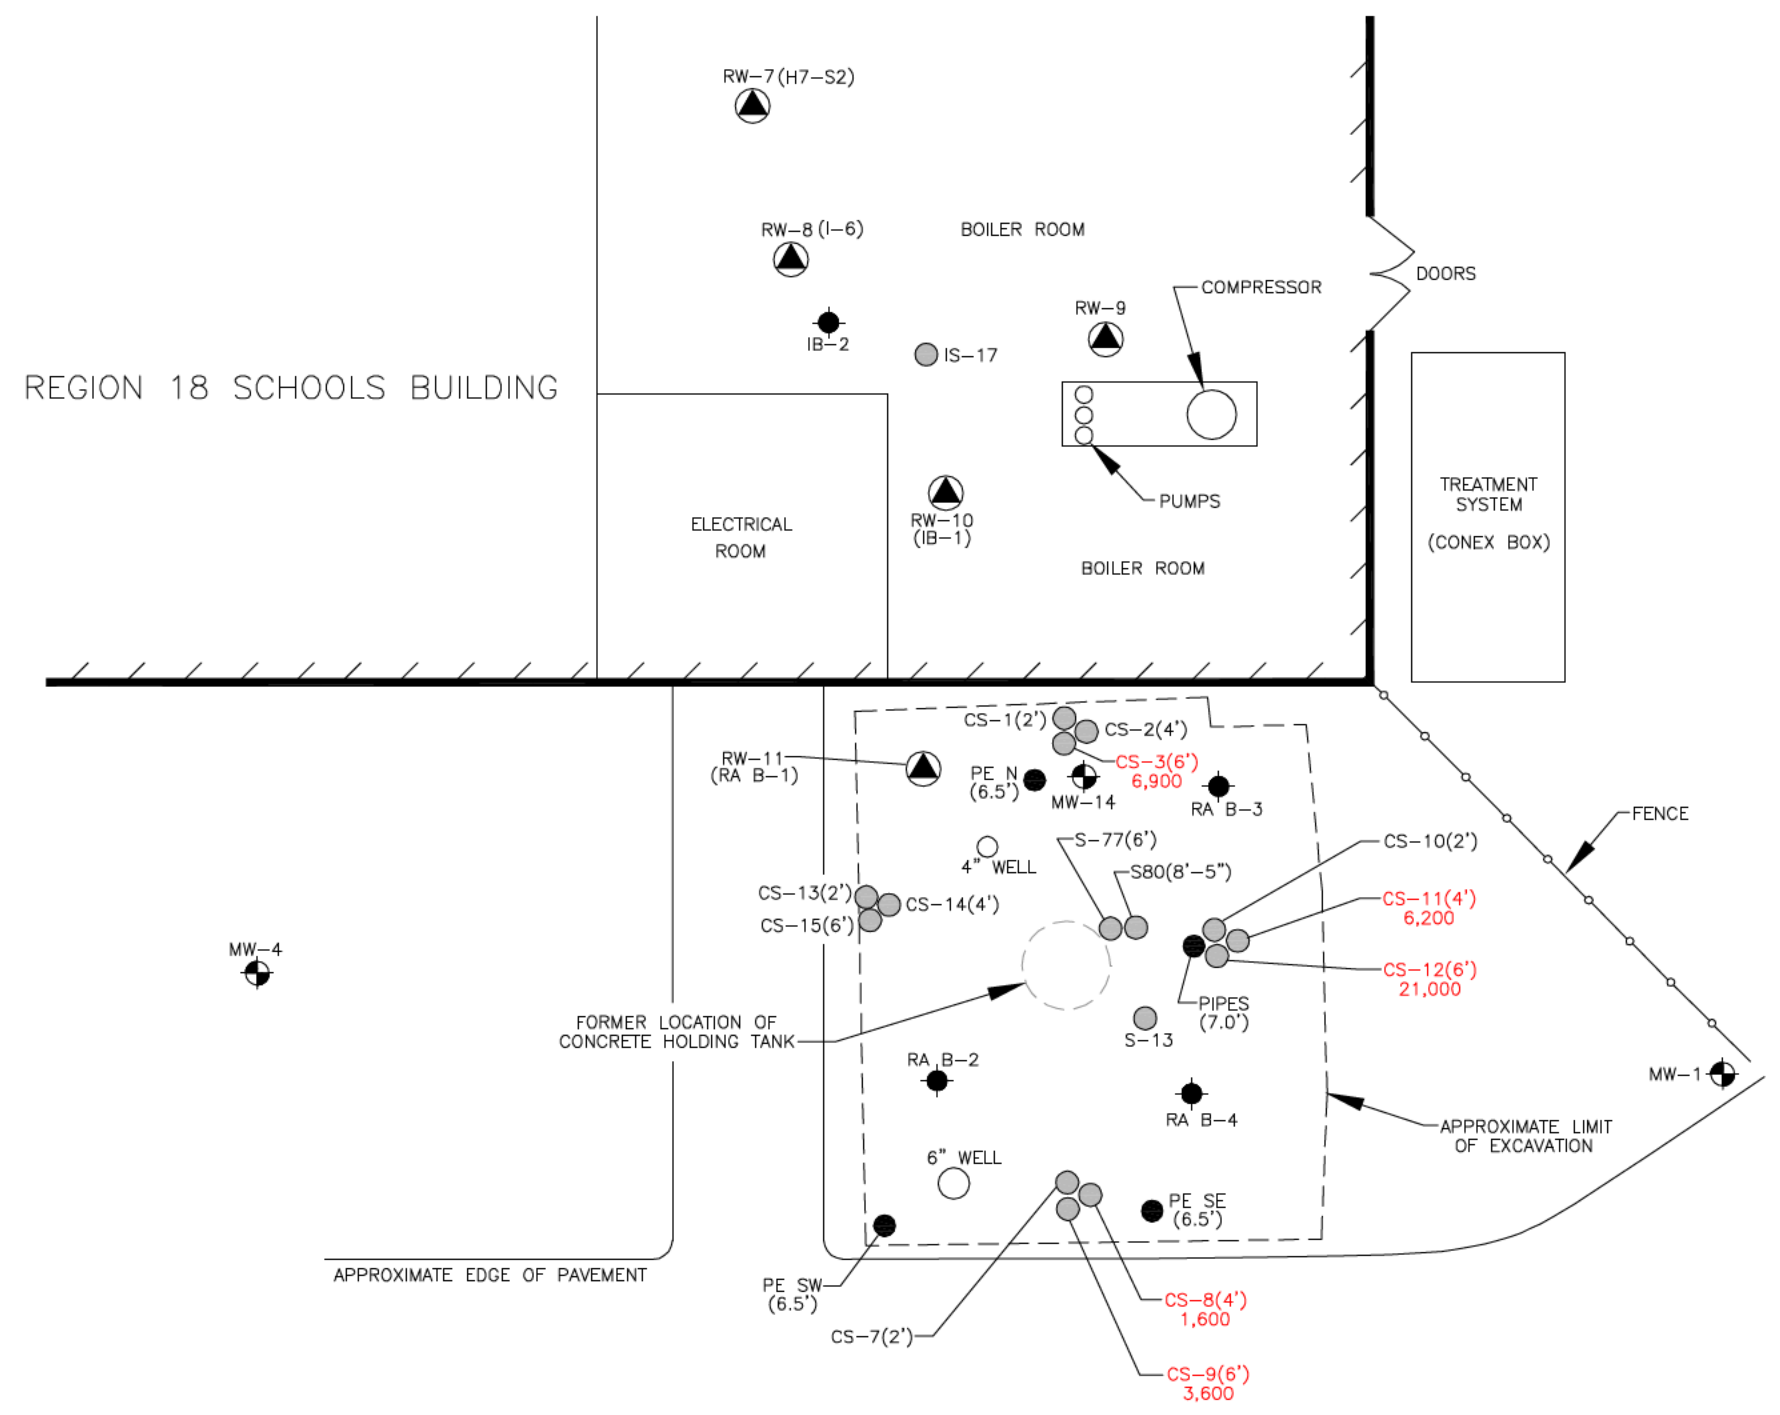 RW-7(H7-S2)
RW-8(I-6)
BOILER ROOM
DOORS
COMPRESSOR
RW-9
IB-2
IS-17
REGION 18 SCHOOLS BUILDING
PUMPS
TREATMENT
SYSTEM
(CONEX BOX)
ELECTRICAL
ROOM
RW-10
(IB-1)
BOILER ROOM
CS-1(2')
CS-2(4')
RW-11
(RA B-1)
CS-3(6')
6,900
PE N
(6.5')
MW-14
RA B-3
FENCE
S-77(6')
CS-10(2')
4" WELL
S80(8'-5")
CS-13(2')
CS-14(4')
CS-15(6')
CS-11(4')
6,200
MW-4
CS-12(6')
21,000
PIPES
(7.0')
FORMER LOCATION OF
CONCRETE HOLDING TANK
S-13
RA B-2
MW-1
RA B-4
APPROXIMATE LIMIT
OF EXCAVATION
6" WELL
PE SE
(6.5')
APPROXIMATE EDGE OF PAVEMENT
PE SW
(6.5')
CS-8(4')
1,600
CS-7(2')
CS-9(6')
3,600